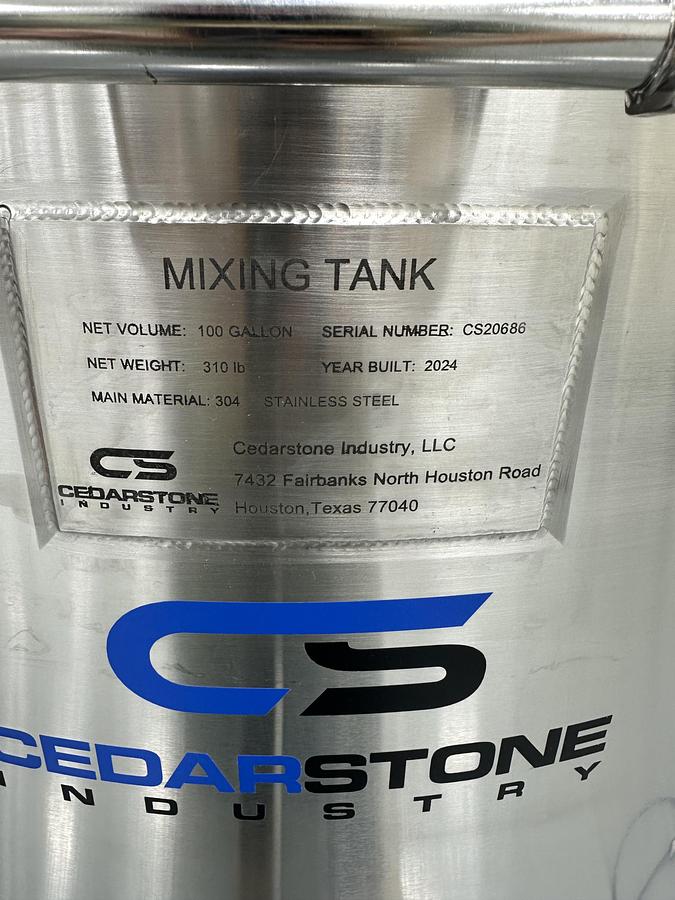 MIXING TANK
NET VOLUME: 100 GALLON SERIAL NUMBER: CS20686
NET WEIGHT: 310 lb YEAR BUILT: 2024
MAIN MATERIAL: 304 STAINLESS STEEL
CS
CEDARSTONE
INDUSTRY
Cedarstone Industry, LLC
7432 Fairbanks North Houston Road
Houston,Texas 77040
CS
CEDARSTONE
INDUSTRY